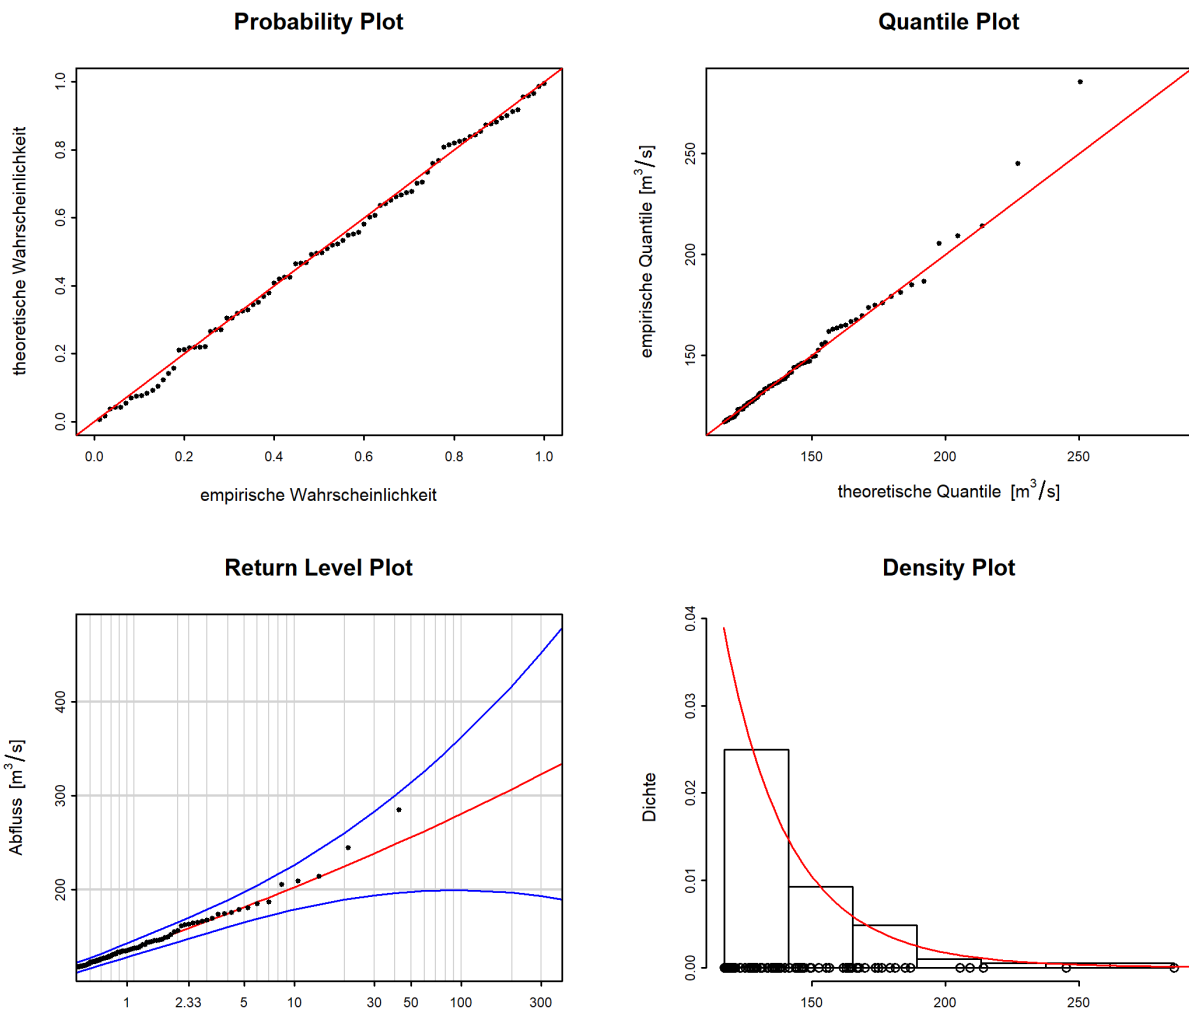 Probability Plot
theoretische Wahrscheinlichkeit
1.0
0.8
0.6
0.4
0.2
0.0
0.0 0.2 0.4 0.6 0.8 1.0
empirische Wahrscheinlichkeit
Quantile Plot
empirische Quantile [m³/s]
250
200
150
150 200 250
theoretische Quantile [m³/s]
Return Level Plot
Abfluss [m³/s]
400
300
200
1 2.33 5 10 30 50 100 300
Density Plot
Dichte
0.04
0.03
0.02
0.01
0.00
150 200 250